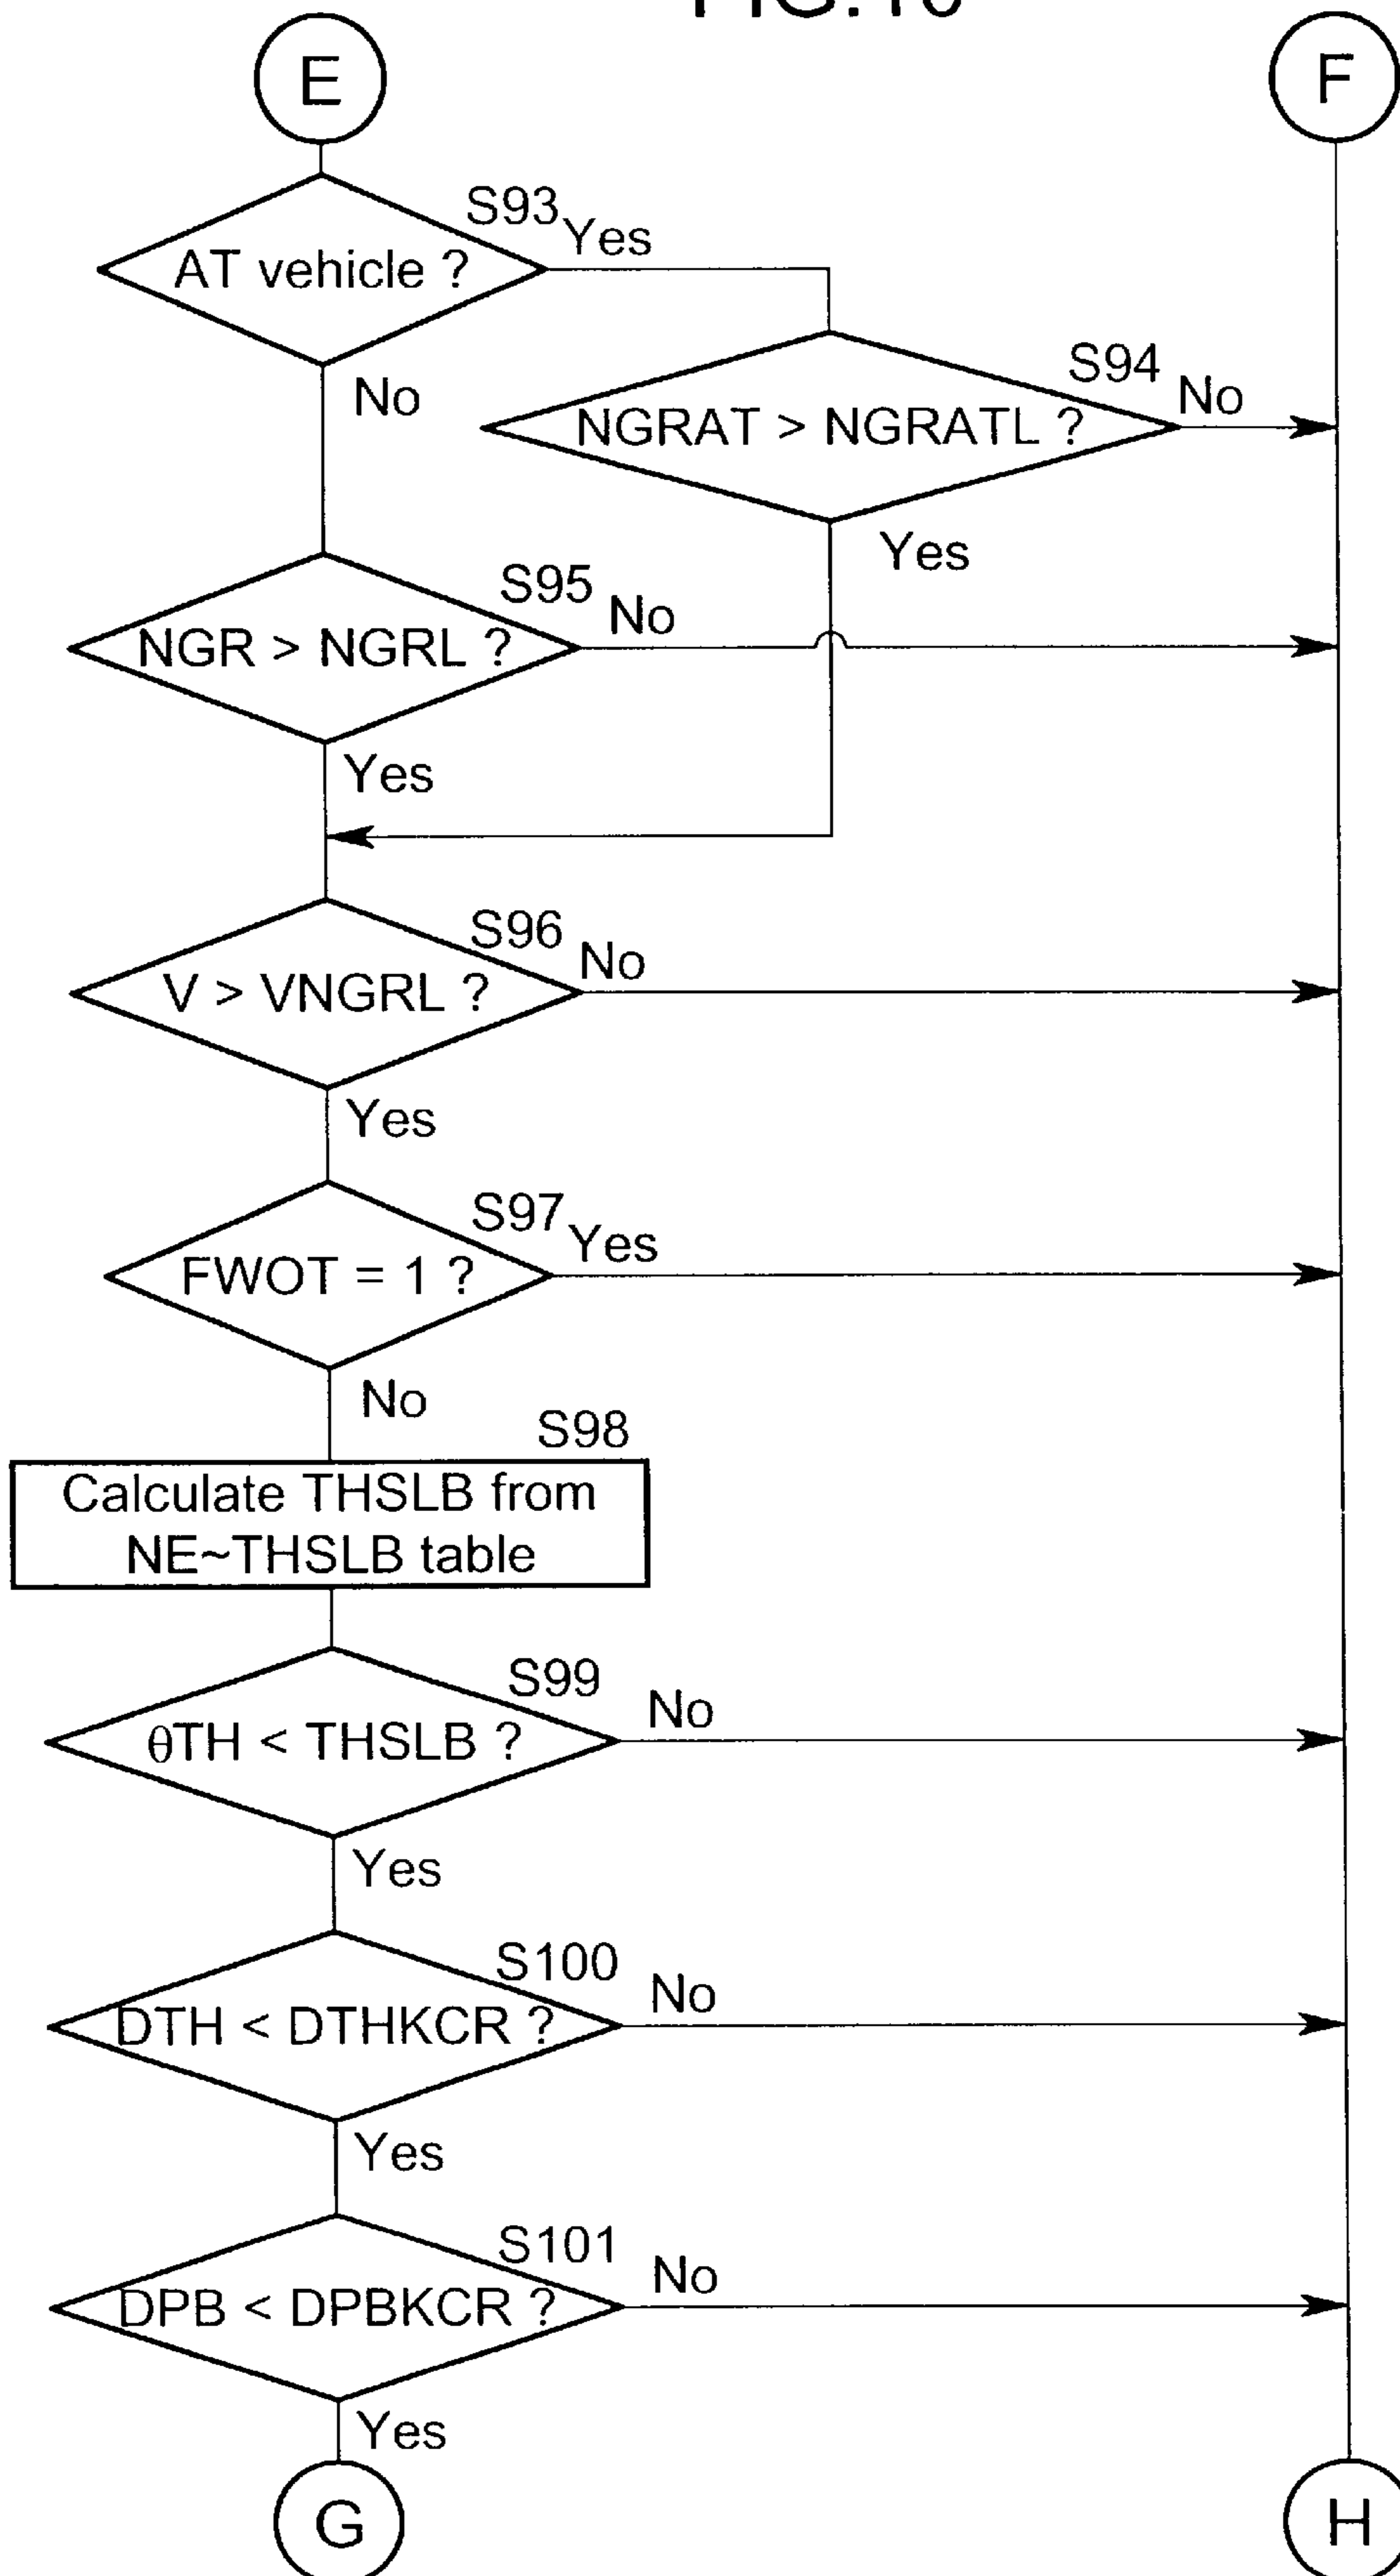 FIG.10
E
F
S93
Yes
AT vehicle ?
No
S94
No
NGRAT > NGRATL ?
Yes
S95
No
NGR > NGRL ?
Yes
S96
No
V > VNGRL ?
Yes
S97
Yes
FWOT = 1 ?
No
S98
Calculate THSLB from
NE~THSLB table
S99
No
θTH < THSLB ?
Yes
S100
No
DTH < DTHKCR ?
Yes
S101
No
DPB < DPBKCR ?
Yes
G
H